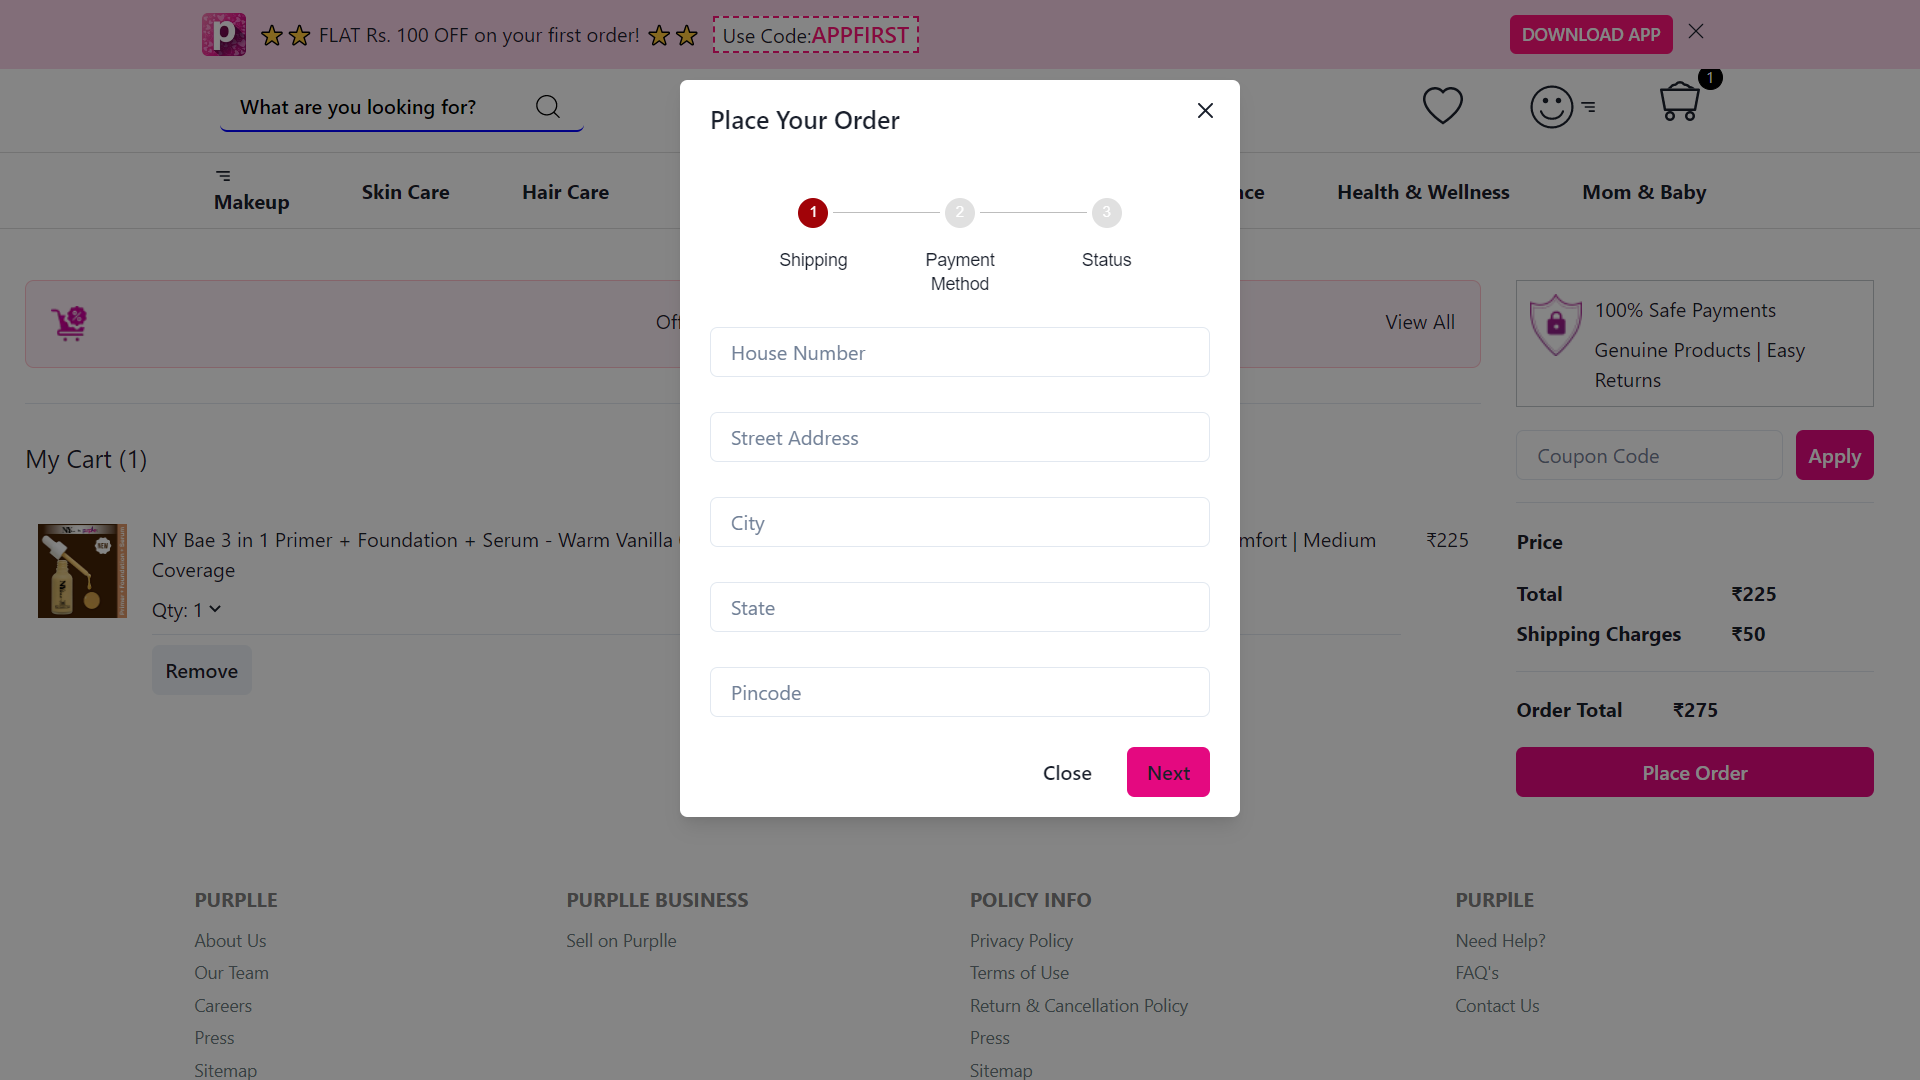 p FLAT Rs. 100 OFF on your first order! Use Code:APPFIRST DOWNLOAD APP
What are you looking for? 1
Makeup Skin Care Hair Care nce Health & Wellness Mom & Baby
Place Your Order
1 2 3
Shipping Payment Method Status
House Number
Street Address
City
State
Pincode
Close Next
Of View All
100% Safe Payments
Genuine Products | Easy
Returns
My Cart (1)
Coupon Code Apply
NY Bae 3 in 1 Primer + Foundation + Serum - Warm Vanilla mfort | Medium ₹225
Coverage
Qty: 1
Remove
NEW
Price
Total ₹225
Shipping Charges ₹50
Order Total ₹275
Place Order
PURPLLE
About Us
Our Team
Careers
Press
Sitemap
PURPLLE BUSINESS
Sell on Purplle
POLICY INFO
Privacy Policy
Terms of Use
Return & Cancellation Policy
Press
Sitemap
PURPlLE
Need Help?
FAQ's
Contact Us